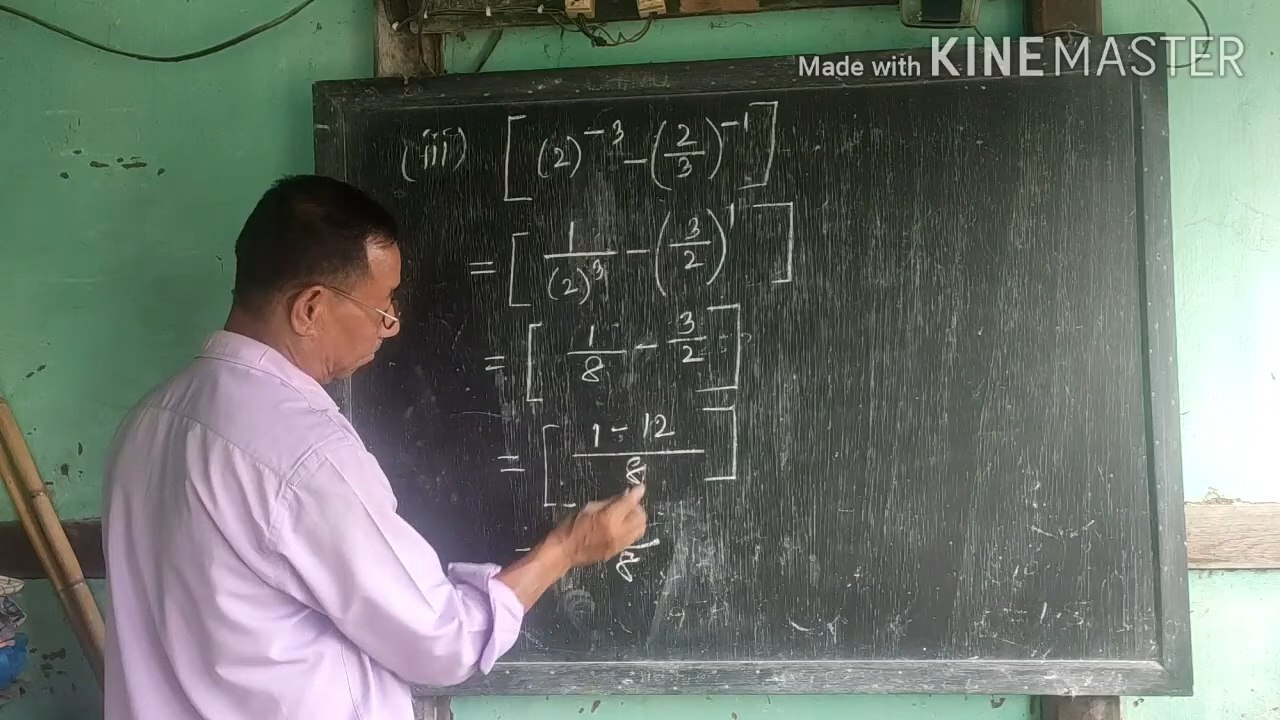 Made with KINEMASTER
(iii) [(2)⁻³ - (2/3)⁻¹]
= [1/(2)³ - (3/2)¹]
= [1/8 - 3/2]
= [1 - 12/8]
= /8